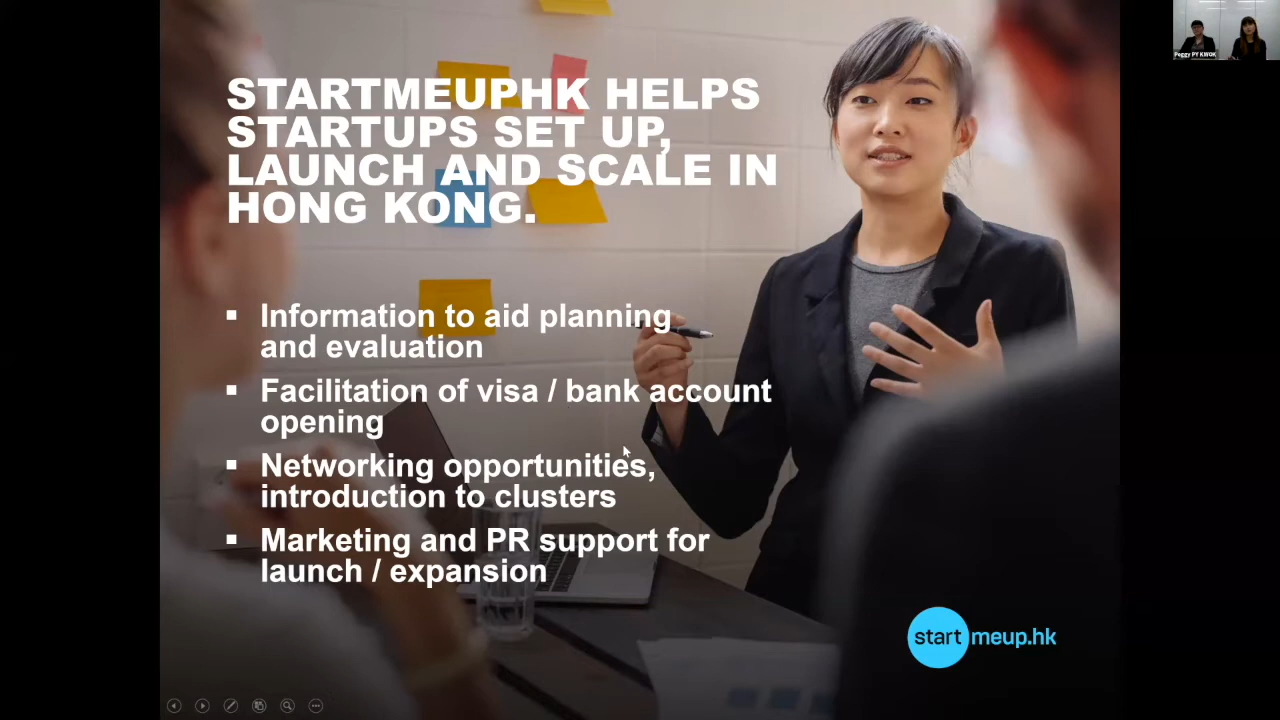 Peggy PY KWOK
STARTMEUPHK HELPS
STARTUPS SET UP,
LAUNCH AND SCALE IN
HONG KONG.
▪ Information to aid planning
and evaluation
▪ Facilitation of visa / bank account
opening
▪ Networking opportunities,
introduction to clusters
▪ Marketing and PR support for
launch / expansion
startmeup.hk